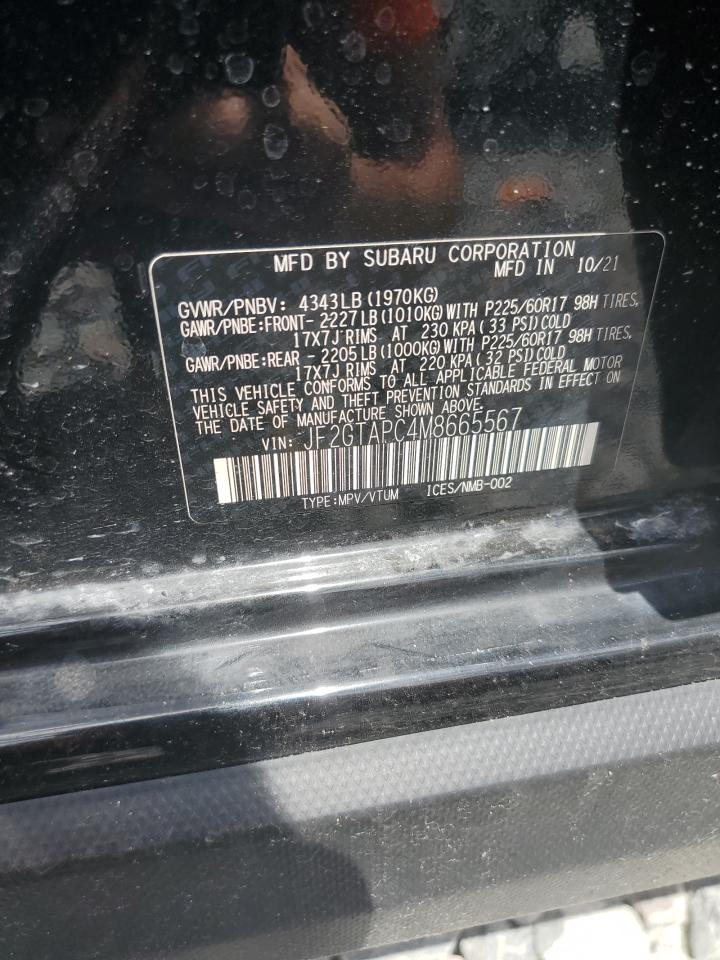 MFD BY SUBARU CORPORATION
MFD IN 10/21
GVWR/PNBV: 4343LB(1970KG)
GAWR/PNBE:FRONT-2227LB(1010KG)WITH P225/60R17 98H TIRES,
17X7J RIMS AT 230 KPA(33 PSI)COLD
GAWR/PNBE:REAR -2205LB(1000KG)WITH P225/60R17 98H TIRES,
17X7J RIMS AT 220 KPA(32 PSI)COLD
THIS VEHICLE CONFORMS TO ALL APPLICABLE FEDERAL MOTOR
VEHICLE SAFETY AND THEFT PREVENTION STANDARDS IN EFFECT ON
THE DATE OF MANUFACTURE SHOWN ABOVE.
VIN: JF2GTAPC4M8665567
TYPE:MPV/VTUM ICES/NMB-002